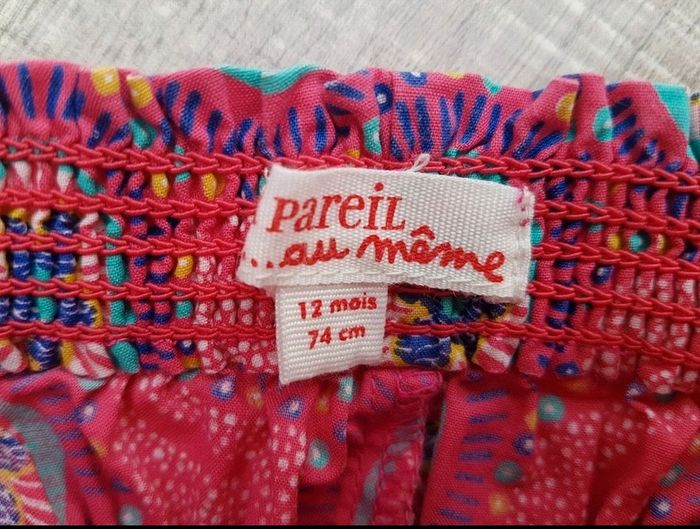 Pareil
...au même
12 mois
74 cm